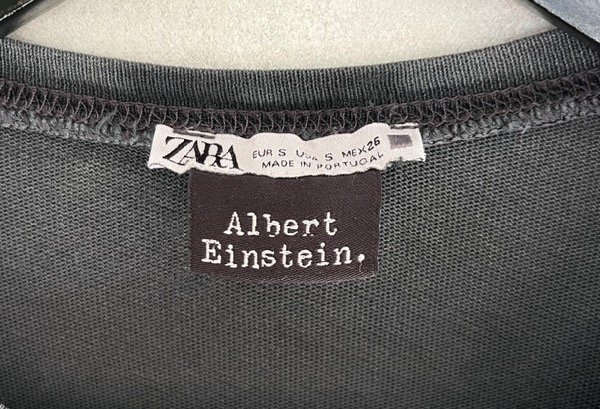 ZARA
EUR S USA S MEX 26
MADE IN PORTUGAL
Albert
Einstein.